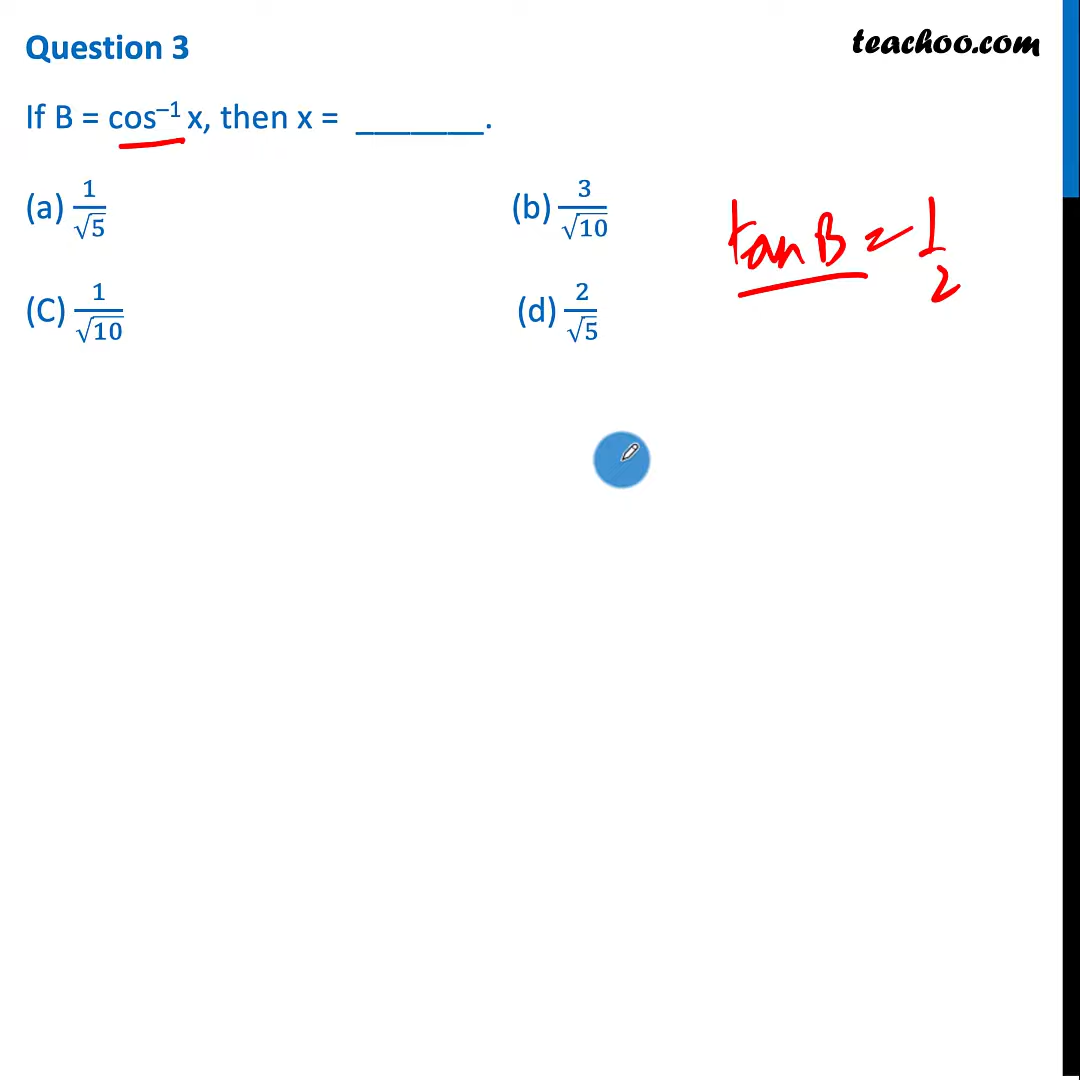 Question 3
teachoo.com
If B = cos⁻¹ x, then x = ________.
(a) 1/√5
(b) 3/√10
tan B = 1/2
(C) 1/√10
(d) 2/√5